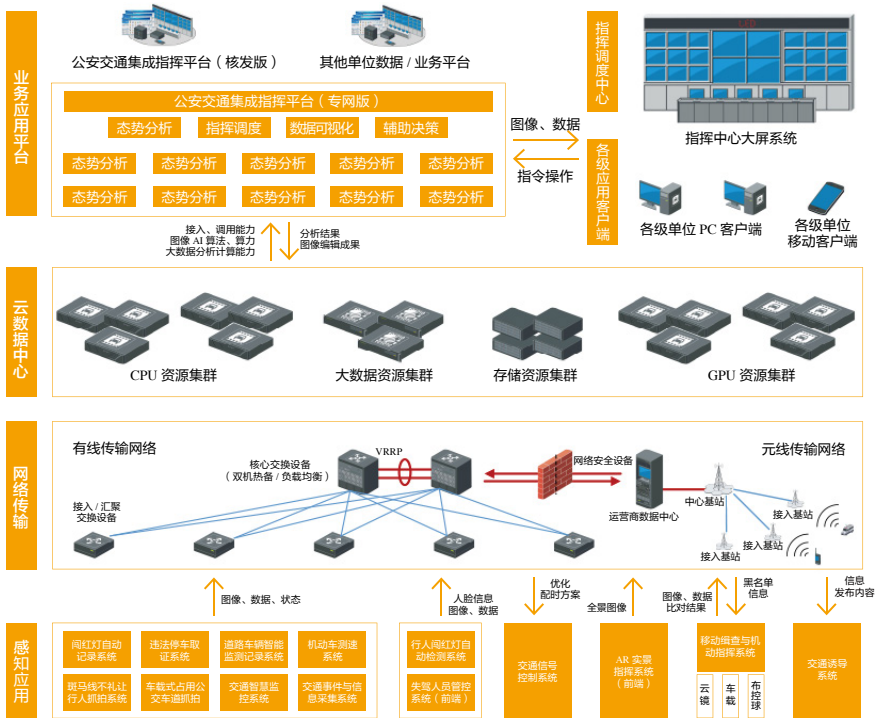 业务应用平台
公安交通集成指挥平台（核发版）
其他单位数据 / 业务平台
公安交通集成指挥平台（专网版）
态势分析
指挥调度
数据可视化
辅助决策
态势分析
态势分析
态势分析
态势分析
态势分析
态势分析
态势分析
态势分析
态势分析
态势分析
图像、数据
指令操作
指挥调度中心
LED
指挥中心大屏系统
各级应用客户端
各级单位 PC 客户端
各级单位
移动客户端
接入、调用能力
图像 AI 算法、算力
大数据分析计算能力
分析结果
图像编辑成果
云数据中心
CPU 资源集群
大数据资源集群
存储资源集群
GPU 资源集群
网络传输
有线传输网络
核心交换设备
（双机热备 / 负载均衡）
VRRP
接入 / 汇聚
交换设备
网络安全设备
运营商数据中心
元线传输网络
中心基站
接入基站
接入基站
接入基站
图像、数据、状态
人脸信息
图像、数据
优化
配时方案
全景图像
图像、数据
比对结果
黑名单
信息
信息
发布内容
感知应用
闯红灯自动
记录系统
违法停车取
证系统
道路车辆智能
监测记录系统
机动车测速
系统
斑马线不礼让
行人抓拍系统
车载式占用公
交车道抓拍
交通智慧监
控系统
交通事件与信
息采集系统
行人闯红灯自
动检测系统
失驾人员管控
系统（前端）
交通信号
控制系统
AR 实景
指挥系统
（前端）
移动缉查与机
动指挥系统
云镜
车载
布控球
交通诱导
系统